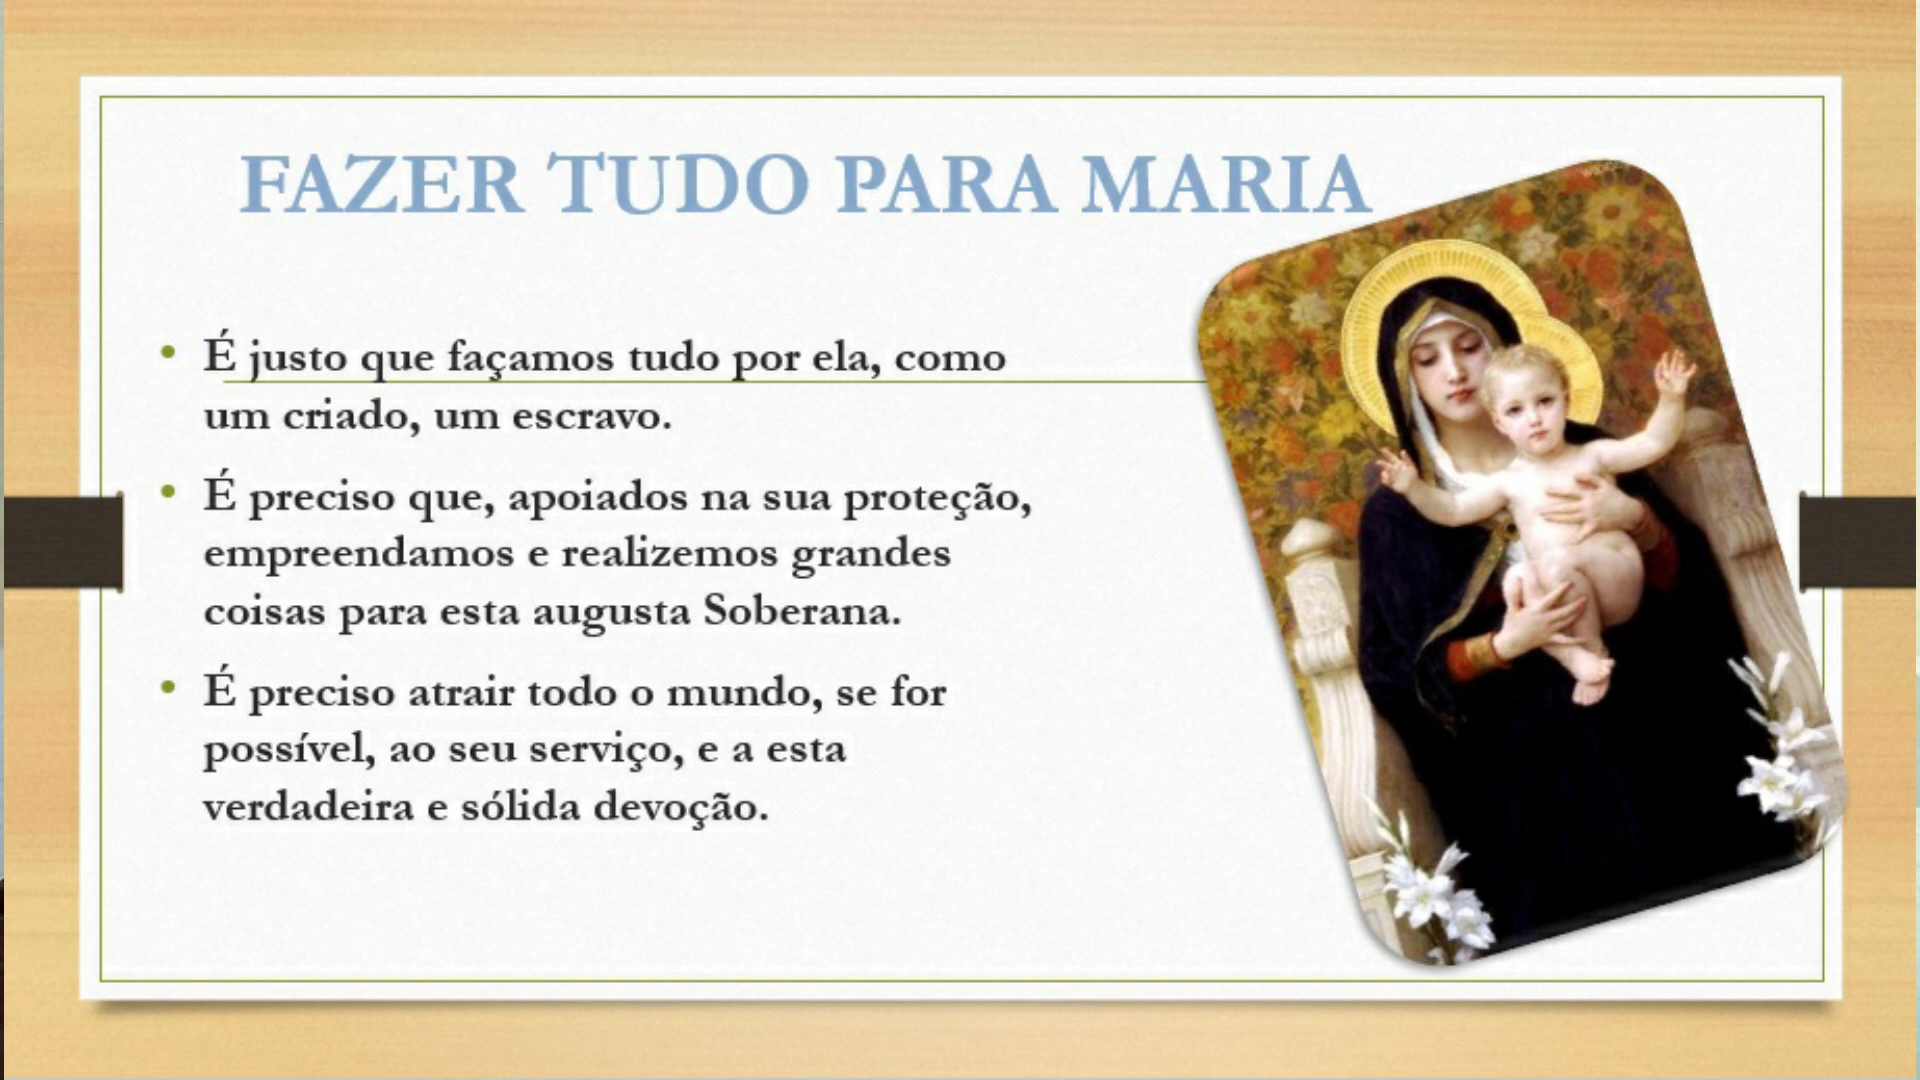 FAZER TUDO PARA MARIA
• É justo que façamos tudo por ela, como
um criado, um escravo.
• É preciso que, apoiados na sua proteção,
empreendamos e realizemos grandes
coisas para esta augusta Soberana.
• É preciso atrair todo o mundo, se for
possível, ao seu serviço, e a esta
verdadeira e sólida devoção.